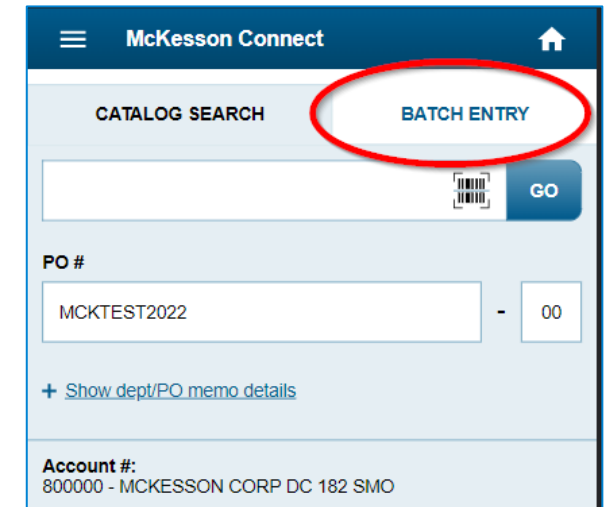 McKesson Connect
CATALOG SEARCH BATCH ENTRY
GO
PO #
MCKTEST2022 - 00
+ Show dept/PO memo details
Account #:
800000 - MCKESSON CORP DC 182 SMO